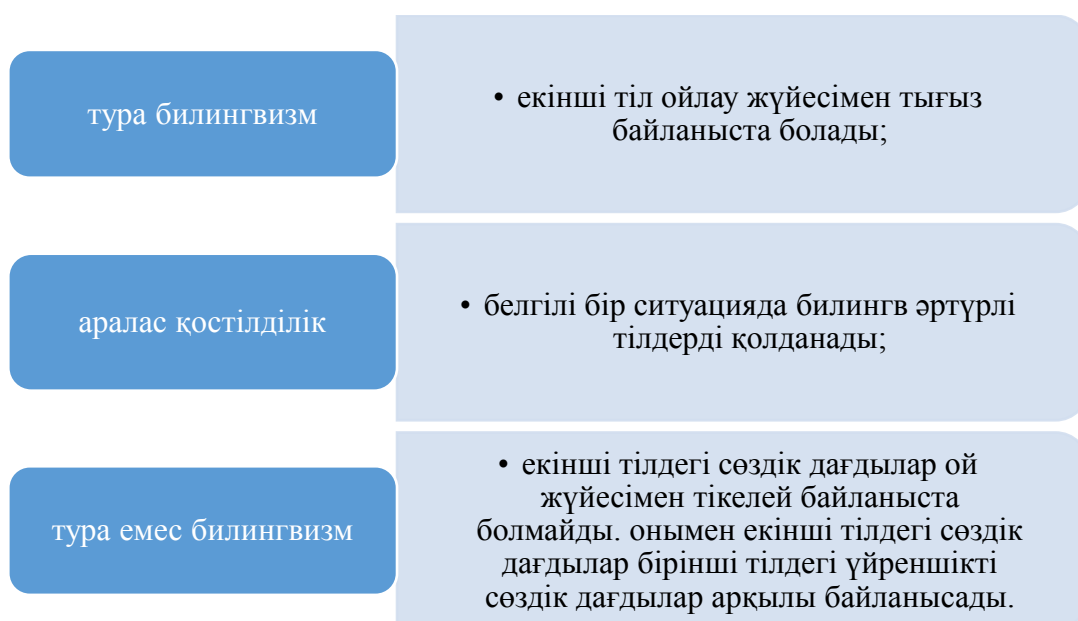 тура билингвизм
• екінші тіл ойлау жүйесімен тығыз
байланыста болады;
аралас қостілділік
• белгілі бір ситуацияда билингв әртүрлі
тілдерді қолданады;
тура емес билингвизм
• екінші тілдегі сөздік дағдылар ой
жүйесімен тікелей байланыста
болмайды. онымен екінші тілдегі сөздік
дағдылар бірінші тілдегі үйреншікті
сөздік дағдылар арқылы байланысады.